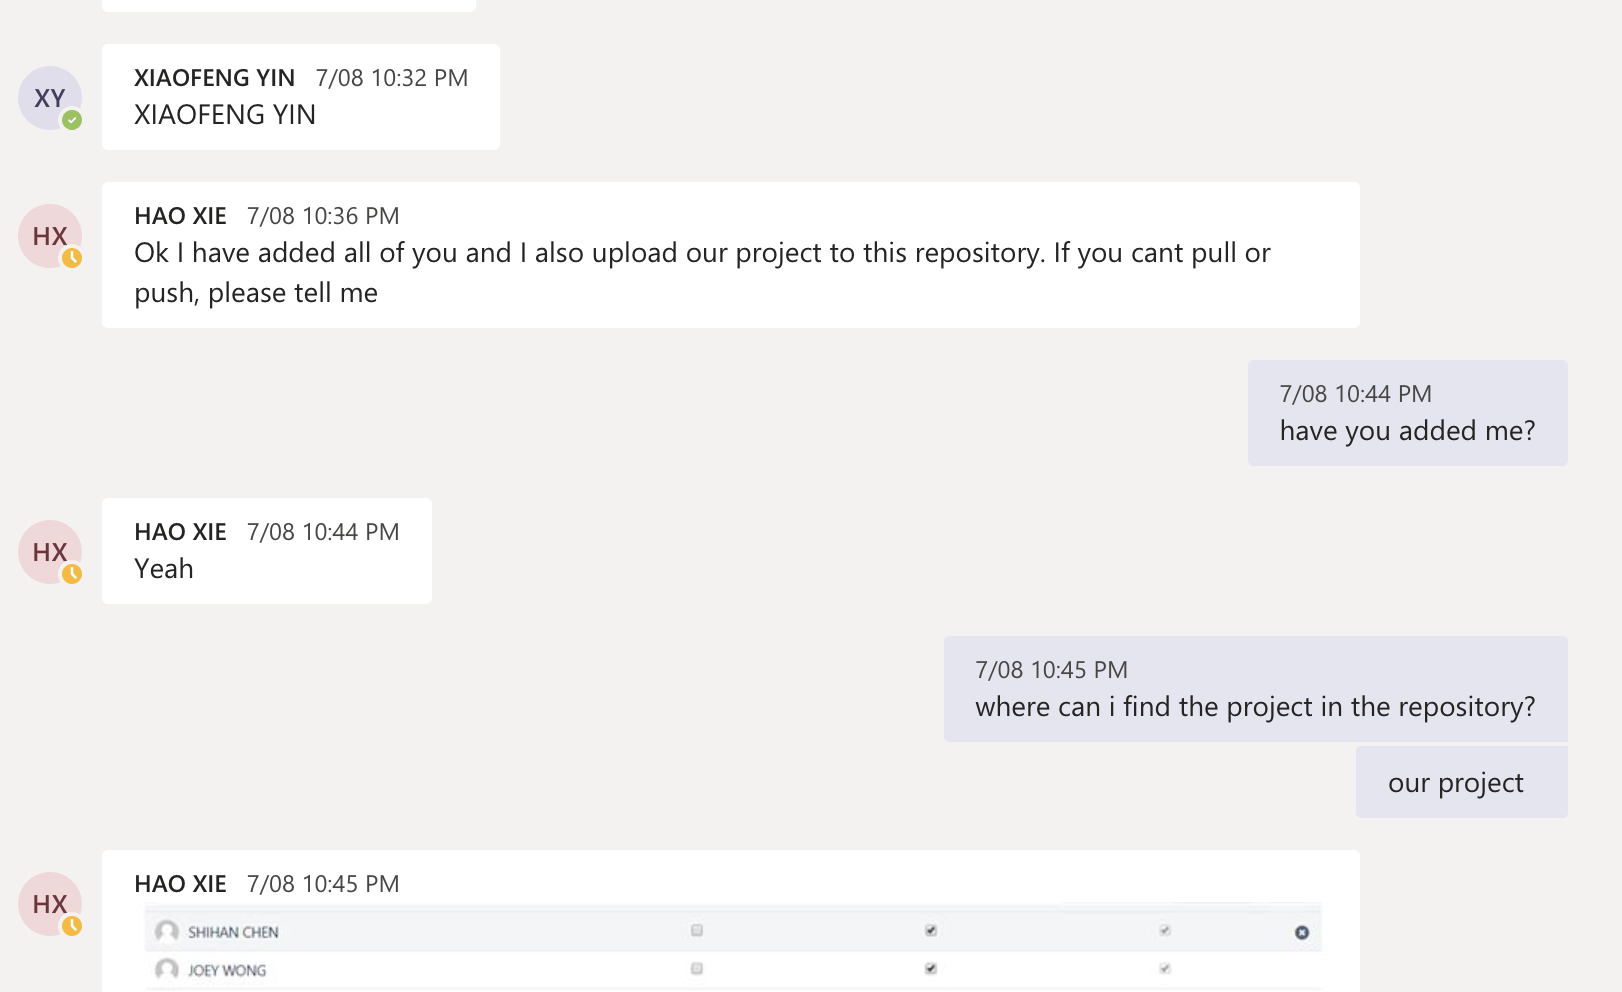 XY
XIAOFENG YIN 7/08 10:32 PM
XIAOFENG YIN
HX
HAO XIE 7/08 10:36 PM
Ok I have added all of you and I also upload our project to this repository. If you cant pull or
push, please tell me
7/08 10:44 PM
have you added me?
HX
HAO XIE 7/08 10:44 PM
Yeah
7/08 10:45 PM
where can i find the project in the repository?
our project
HX
HAO XIE 7/08 10:45 PM
SHIHAN CHEN
JOEY WONG